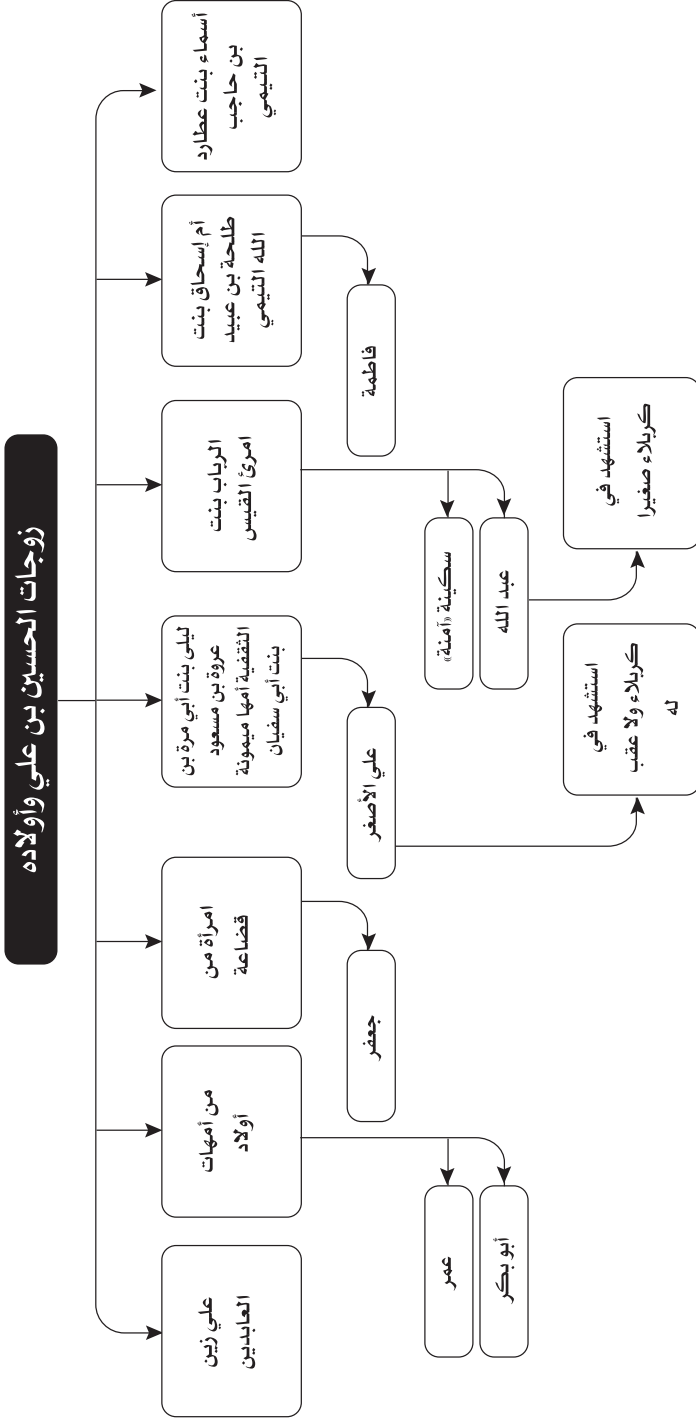 زوجات الحسين بن علي وأولاده
أسماء بنت عطارد
بن حاجب
التيمي
أم إسحاق بنت
طلحة بن عبيد
الله التيمي
فاطمة
الرباب بنت
امرئ القيس
سكينة «آمنة»
عبد الله
استشهد في
كربلاء صغيرا
ليلى بنت أبي مرة بن
عروة بن مسعود
الثقفية أمها ميمونة
بنت أبي سفيان
علي الأصغر
استشهد في
كربلاء ولا عقب
له
امرأة من
قضاعة
جعفر
من أمهات
أولاد
عمر
أبو بكر
علي زين
العابدين